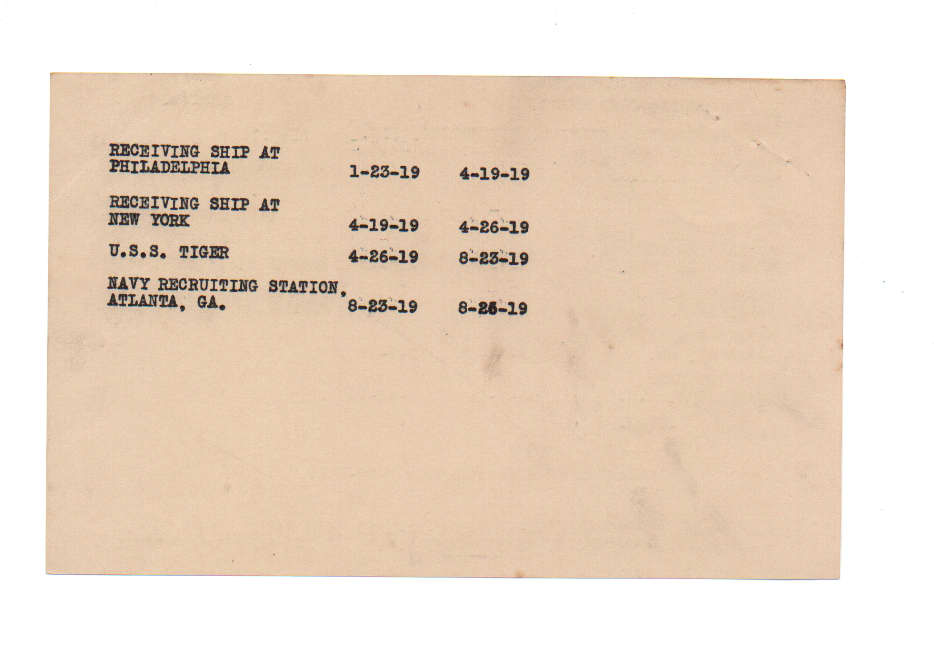 RECEIVING SHIP AT
PHILADELPHIA 1-23-19 4-19-19
RECEIVING SHIP AT
NEW YORK 4-19-19 4-26-19
U.S.S. TIGER 4-26-19 8-23-19
NAVY RECRUITING STATION,
ATLANTA, GA. 8-23-19 8-26-19